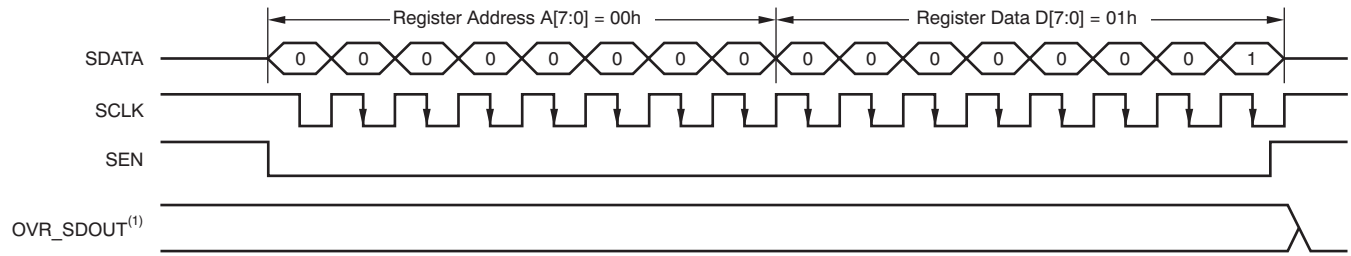 Register Address A[7:0] = 00h Register Data D[7:0] = 01h
SDATA 0 0 0 0 0 0 0 0 0 0 0 0 0 0 0 1
SCLK
SEN
OVR_SDOUT(1)